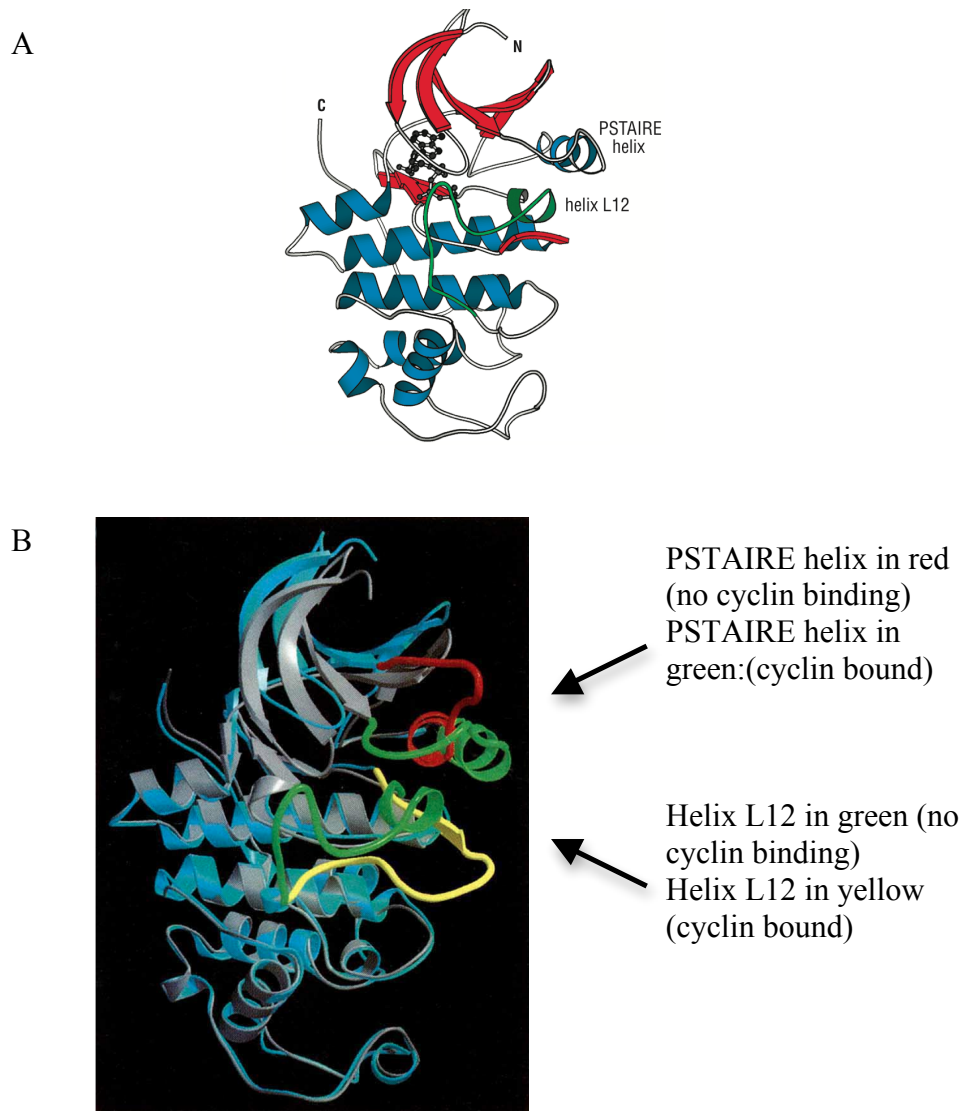 A
N
C
PSTAIRE
helix
helix L12
B
PSTAIRE helix in red
(no cyclin binding)
PSTAIRE helix in
green:(cyclin bound)
Helix L12 in green (no
cyclin binding)
Helix L12 in yellow
(cyclin bound)